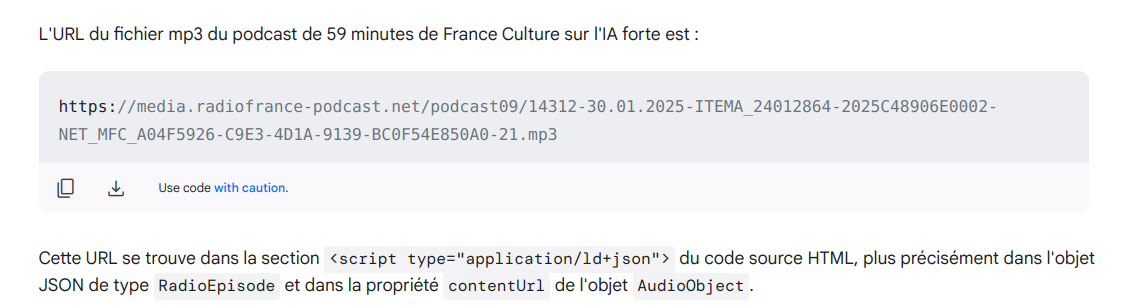 L'URL du fichier mp3 du podcast de 59 minutes de France Culture sur l'IA forte est :
https://media.radiofrance-podcast.net/podcast09/14312-30.01.2025-ITEMA_24012864-2025C48906E0002-
NET_MFC_A04F5926-C9E3-4D1A-9139-BC0F54E850A0-21.mp3
Use code with caution.
Cette URL se trouve dans la section <script type="application/ld+json"> du code source HTML, plus précisément dans l'objet
JSON de type RadioEpisode et dans la propriété contentUrl de l'objet AudioObject.